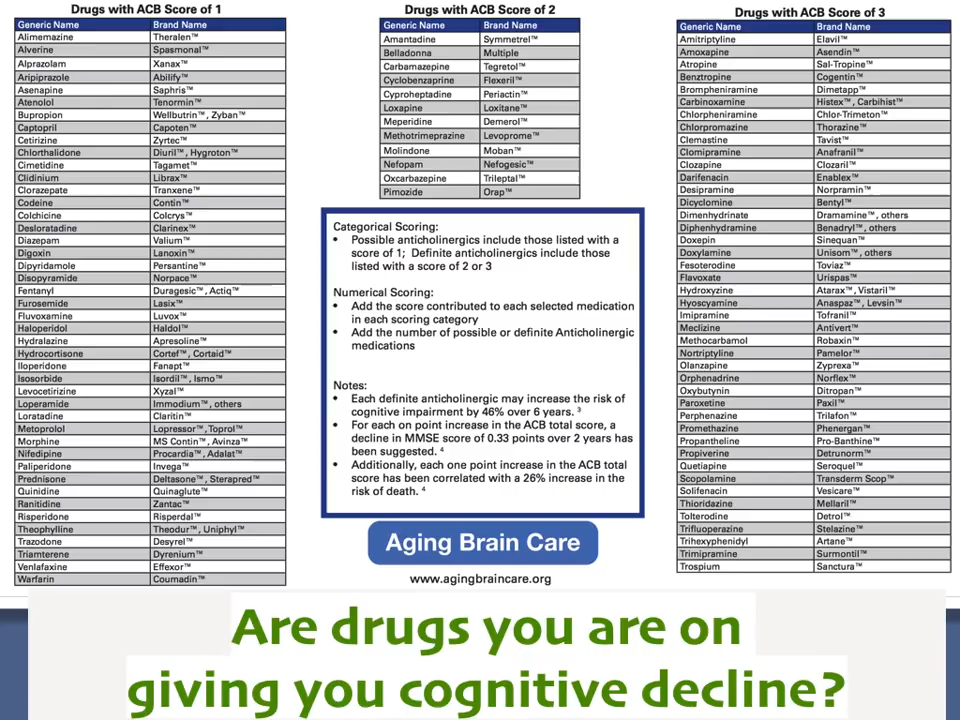 Drugs with ACB Score of 1
Generic Name Brand Name
Alimemazine Theralen™
Alverine Spasmonal™
Alprazolam Xanax™
Aripiprazole Abilify™
Asenapine Saphris™
Atenolol Tenormin™
Bupropion Wellbutrin™, Zyban™
Captopril Capoten™
Cetirizine Zyrtec™
Chlorthalidone Diuril™, Hygroton™
Cimetidine Tagamet™
Clidinium Librax™
Clorazepate Tranxene™
Codeine Contin™
Colchicine Colcrys™
Desloratadine Clarinex™
Diazepam Valium™
Digoxin Lanoxin™
Dipyridamole Persantine™
Disopyramide Norpace™
Fentanyl Duragesic™, Actiq™
Furosemide Lasix™
Fluvoxamine Luvox™
Haloperidol Haldol™
Hydralazine Apresoline™
Hydrocortisone Cortef™, Cortaid™
Iloperidone Fanapt™
Isosorbide Isordil™, Ismo™
Levocetirizine Xyzal™
Loperamide Immodium™, others
Loratadine Claritin™
Metoprolol Lopressor™, Toprol™
Morphine MS Contin™, Avinza™
Nifedipine Procardia™, Adalat™
Paliperidone Invega™
Prednisone Deltasone™, Sterapred™
Quinidine Quinaglute™
Ranitidine Zantac™
Risperidone Risperdal™
Theophylline Theodur™, Uniphyl™
Trazodone Desyrel™
Triamterene Dyrenium™
Venlafaxine Effexor™
Warfarin Coumadin™
Drugs with ACB Score of 2
Generic Name Brand Name
Amantadine Symmetrel™
Belladonna Multiple
Carbamazepine Tegretol™
Cyclobenzaprine Flexeril™
Cyproheptadine Periactin™
Loxapine Loxitane™
Meperidine Demerol™
Methotrimeprazine Levoprome™
Molindone Moban™
Nefopam Nefogesic™
Oxcarbazepine Trileptal™
Pimozide Orap™
Categorical Scoring:
• Possible anticholinergics include those listed with a
score of 1; Definite anticholinergics include those
listed with a score of 2 or 3
Numerical Scoring:
• Add the score contributed to each selected medication
in each scoring category
• Add the number of possible or definite Anticholinergic
medications
Notes:
• Each definite anticholinergic may increase the risk of
cognitive impairment by 46% over 6 years. 3
• For each on point increase in the ACB total score, a
decline in MMSE score of 0.33 points over 2 years has
been suggested. 4
• Additionally, each one point increase in the ACB total
score has been correlated with a 26% increase in the
risk of death. 4
Aging Brain Care
www.agingbraincare.org
Drugs with ACB Score of 3
Generic Name Brand Name
Amitriptyline Elavil™
Amoxapine Asendin™
Atropine Sal-Tropine™
Benztropine Cogentin™
Brompheniramine Dimetapp™
Carbinoxamine Histex™, Carbihist™
Chlorpheniramine Chlor-Trimeton™
Chlorpromazine Thorazine™
Clemastine Tavist™
Clomipramine Anafranil™
Clozapine Clozaril™
Darifenacin Enablex™
Desipramine Norpramin™
Dicyclomine Bentyl™
Dimenhydrinate Dramamine™, others
Diphenhydramine Benadryl™, others
Doxepin Sinequan™
Doxylamine Unisom™, others
Fesoterodine Toviaz™
Flavoxate Urispas™
Hydroxyzine Atarax™, Vistaril™
Hyoscyamine Anaspaz™, Levsin™
Imipramine Tofranil™
Meclizine Antivert™
Methocarbamol Robaxin™
Nortriptyline Pamelor™
Olanzapine Zyprexa™
Orphenadrine Norflex™
Oxybutynin Ditropan™
Paroxetine Paxil™
Perphenazine Trilafon™
Promethazine Phenergan™
Propantheline Pro-Banthine™
Propiverine Detrunorm™
Quetiapine Seroquel™
Scopolamine Transderm Scop™
Solifenacin Vesicare™
Thioridazine Mellaril™
Tolterodine Detrol™
Trifluoperazine Stelazine™
Trihexyphenidyl Artane™
Trimipramine Surmontil™
Trospium Sanctura™
Are drugs you are on
giving you cognitive decline?